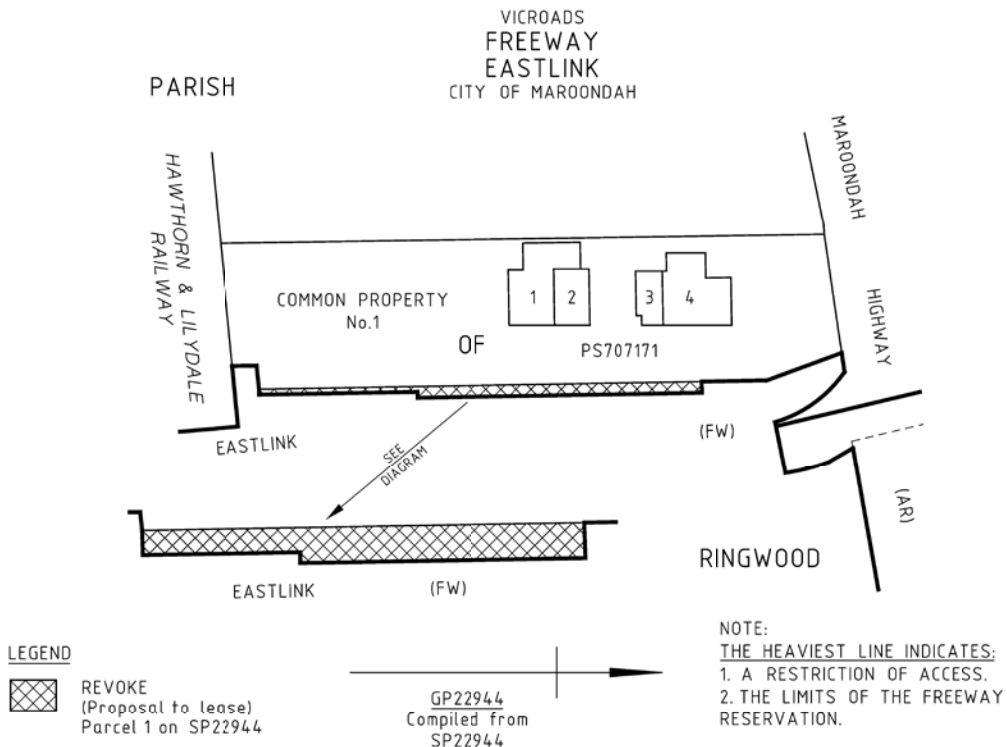 VICROADS
FREEWAY
EASTLINK
CITY OF MAROONDAH
PARISH
HAWTHORN & LILYDALE
RAILWAY
MAROONDAH
HIGHWAY
COMMON PROPERTY
No.1
1
2
3
4
OF
PS707171
EASTLINK
(FW)
SEE
DIAGRAM
(AR)
EASTLINK
(FW)
RINGWOOD
LEGEND
REVOKE
(Proposal to lease)
Parcel 1 on SP22944
GP22944
Compiled from
SP22944
NOTE:
THE HEAVIEST LINE INDICATES:
1. A RESTRICTION OF ACCESS.
2. THE LIMITS OF THE FREEWAY
RESERVATION.